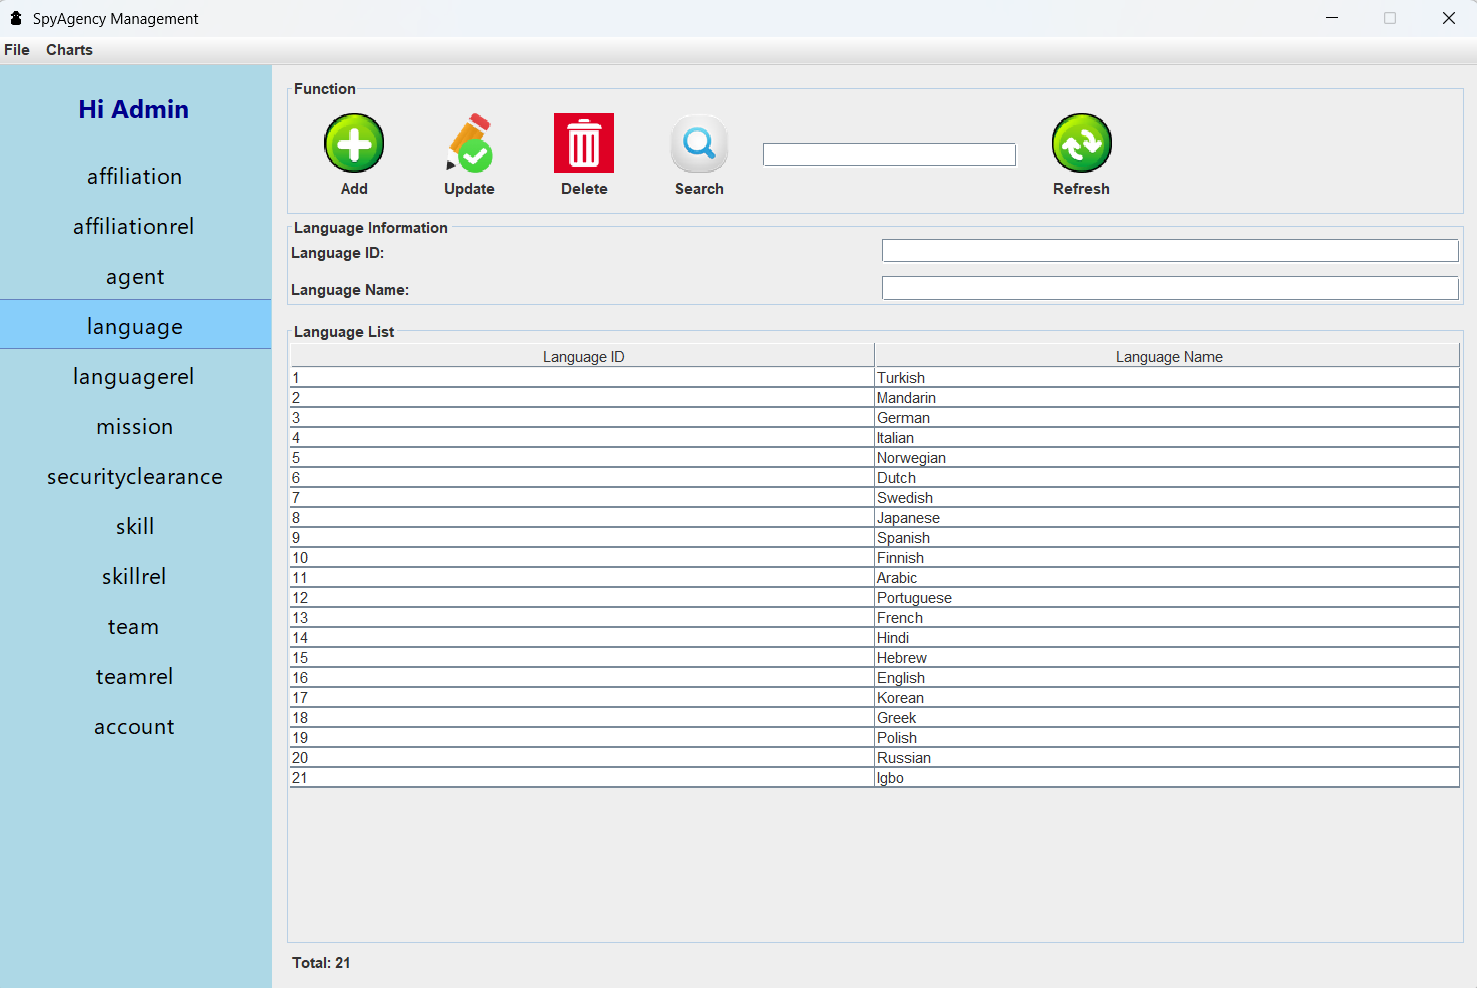 SpyAgency Management
File Charts
Hi Admin
affiliation
affiliationrel
agent
language
languagerel
mission
securityclearance
skill
skillrel
team
teamrel
account
Function
Add Update Delete Search Refresh
Language Information
Language ID:
Language Name:
Language List
Language ID Language Name
1 Turkish
2 Mandarin
3 German
4 Italian
5 Norwegian
6 Dutch
7 Swedish
8 Japanese
9 Spanish
10 Finnish
11 Arabic
12 Portuguese
13 French
14 Hindi
15 Hebrew
16 English
17 Korean
18 Greek
19 Polish
20 Russian
21 Igbo
Total: 21